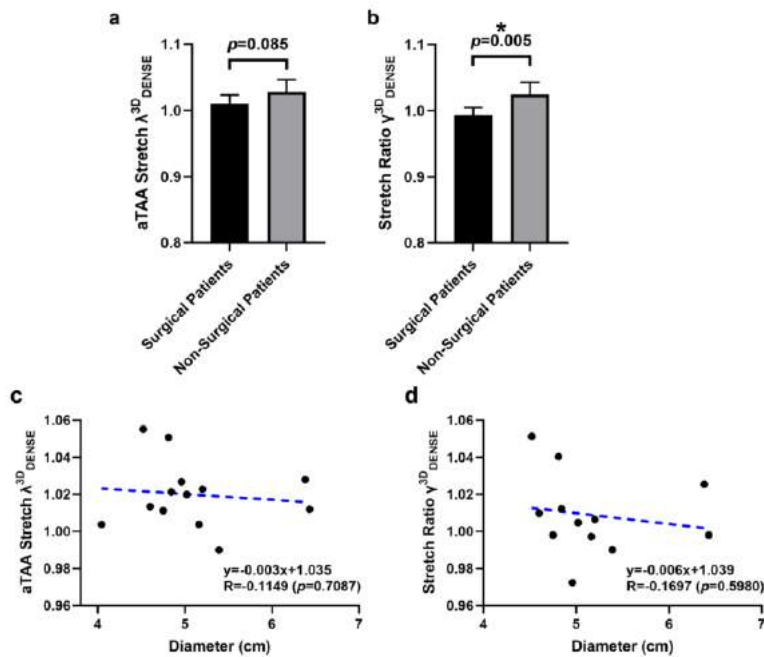 a
p=0.085
aTAA Stretch λ³ᴰDENSE
1.1
1.0
0.9
0.8
Surgical Patients
Non-Surgical Patients
b
*
p=0.005
Stretch Ratio γ³ᴰDENSE
1.1
1.0
0.9
0.8
Surgical Patients
Non-Surgical Patients
c
aTAA Stretch λ³ᴰDENSE
1.06
1.04
1.02
1.00
0.98
0.96
y=-0.003x+1.035
R=-0.1149 (p=0.7087)
4 5 6 7
Diameter (cm)
d
Stretch Ratio γ³ᴰDENSE
1.06
1.04
1.02
1.00
0.98
0.96
y=-0.006x+1.039
R=-0.1697 (p=0.5980)
4 5 6 7
Diameter (cm)